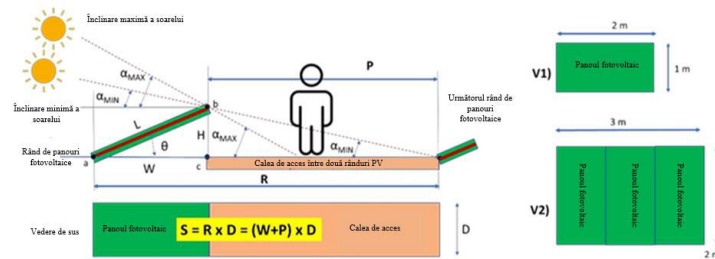 Înclinare maximă a soarelui
αMAX
αMIN
Înclinare minimă a
soarelui
L
θ
Rând de panouri
fotovoltaice
a
W
b
H
c
αMAX
αMIN
P
Calea de acces între două rânduri PV
R
Următorul rând de
panouri
fotovoltaice
Vedere de sus
Panoul fotovoltaic
S = R x D = (W+P) x D
Calea de acces
D
V1)
2 m
Panoul fotovoltaic
1 m
V2)
3 m
Panoul fotovoltaic
Panoul fotovoltaic
Panoul fotovoltaic
2 m